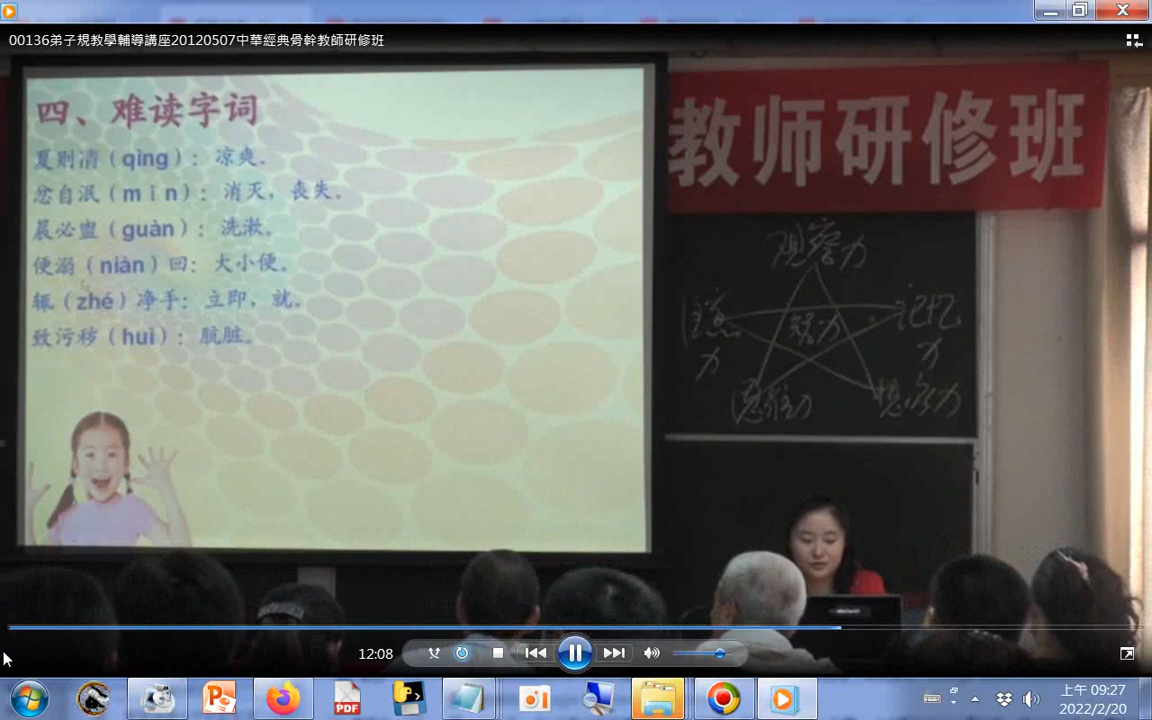 00136弟子規教學輔導講座20120507中華經典骨幹教師研修班
四、难读字词
夏则凊（qìng）：凉爽。
忿自泯（mǐn）：消灭，丧失。
晨必盥（guàn）：洗漱。
便溺（niàn）回：大小便。
辄（zhé）净手：立即，就。
致污秽（huì）：肮脏。
教师研修班
观察力
注意力
记忆力
思维力
想象力
12:08
PDF
上午 09:27
2022/2/20